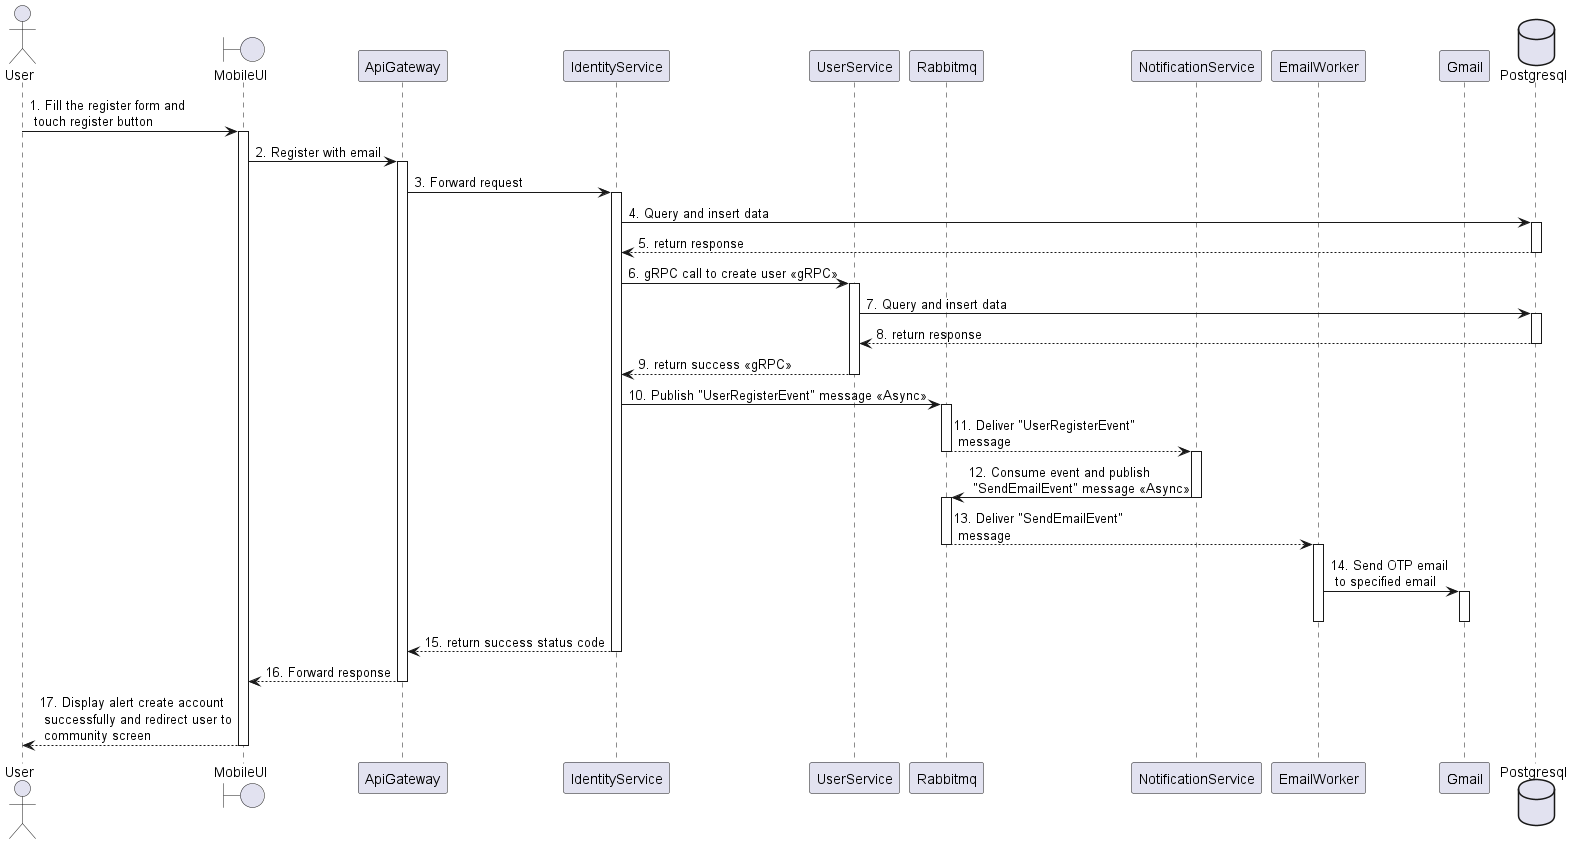 User
MobileUI
ApiGateway
IdentityService
UserService
Rabbitmq
NotificationService
EmailWorker
Gmail
Postgresql
1. Fill the register form and
touch register button
2. Register with email
3. Forward request
4. Query and insert data
5. return response
6. gRPC call to create user «gRPC»
7. Query and insert data
8. return response
9. return success «gRPC»
10. Publish "UserRegisterEvent" message «Async»
11. Deliver "UserRegisterEvent"
message
12. Consume event and publish
"SendEmailEvent" message «Async»
13. Deliver "SendEmailEvent"
message
14. Send OTP email
to specified email
15. return success status code
16. Forward response
17. Display alert create account
successfully and redirect user to
community screen
User
MobileUI
ApiGateway
IdentityService
UserService
Rabbitmq
NotificationService
EmailWorker
Gmail
Postgresql